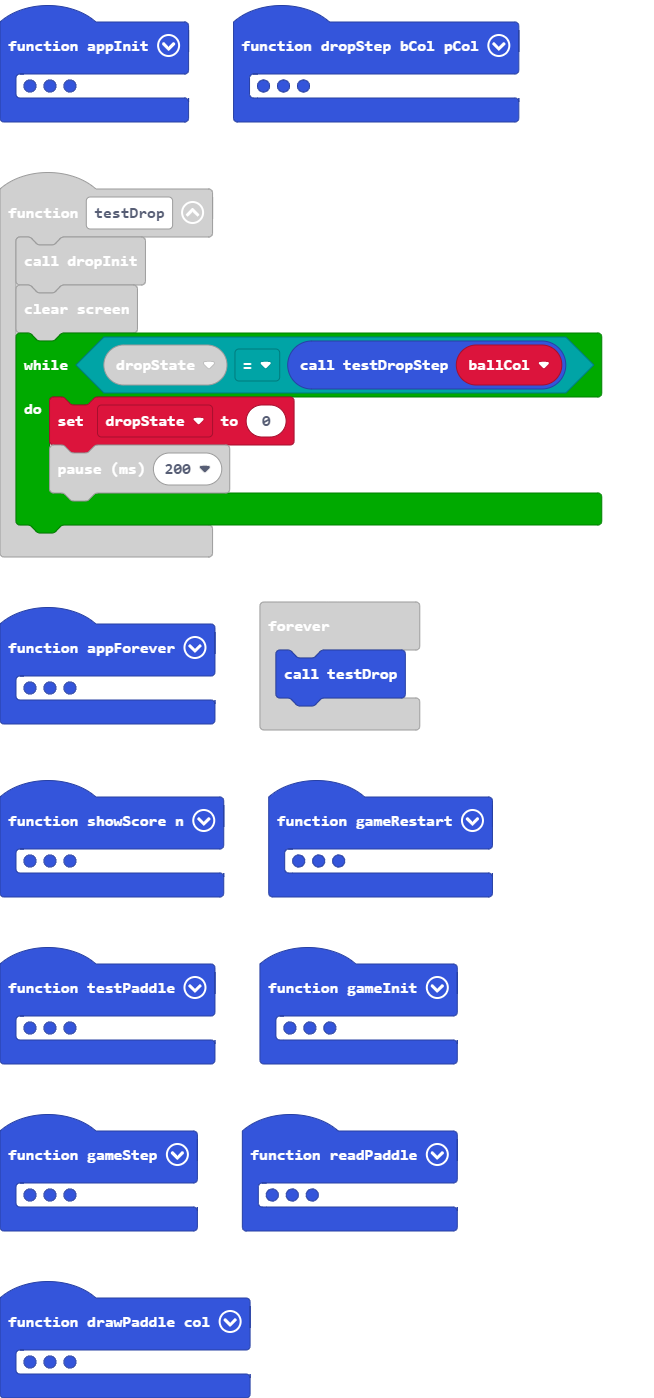 function appInit
function dropStep bCol pCol
function testDrop
call dropInit
clear screen
while dropState = call testDropStep ballCol
do
set dropState to 0
pause (ms) 200
function appForever
forever
call testDrop
function showScore n
function gameRestart
function testPaddle
function gameInit
function gameStep
function readPaddle
function drawPaddle col